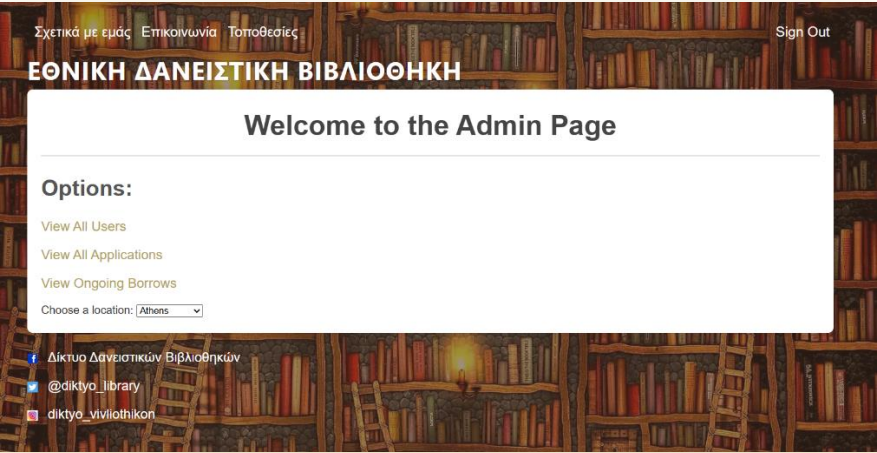 Σχετικά με εμάς Επικοινωνία Τοποθεσίες Sign Out
ΕΘΝΙΚΗ ΔΑΝΕΙΣΤΙΚΗ ΒΙΒΛΙΟΘΗΚΗ
Welcome to the Admin Page
Options:
View All Users
View All Applications
View Ongoing Borrows
Choose a location: Athens
Δίκτυο Δανειστικών Βιβλιοθηκών
@diktyo_library
diktyo_vivliothikon